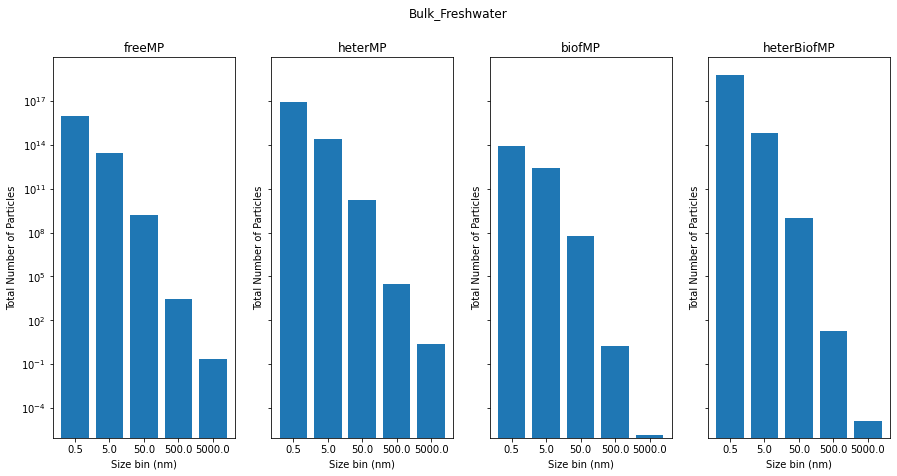 Bulk_Freshwater
freeMP
heterMP
biofMP
heterBiofMP
Total Number of Particles
10^17
10^14
10^11
10^8
10^5
10^2
10^-1
10^-4
0.5 5.0 50.0 500.0 5000.0
Size bin (nm)
Total Number of Particles
0.5 5.0 50.0 500.0 5000.0
Size bin (nm)
Total Number of Particles
0.5 5.0 50.0 500.0 5000.0
Size bin (nm)
Total Number of Particles
0.5 5.0 50.0 500.0 5000.0
Size bin (nm)